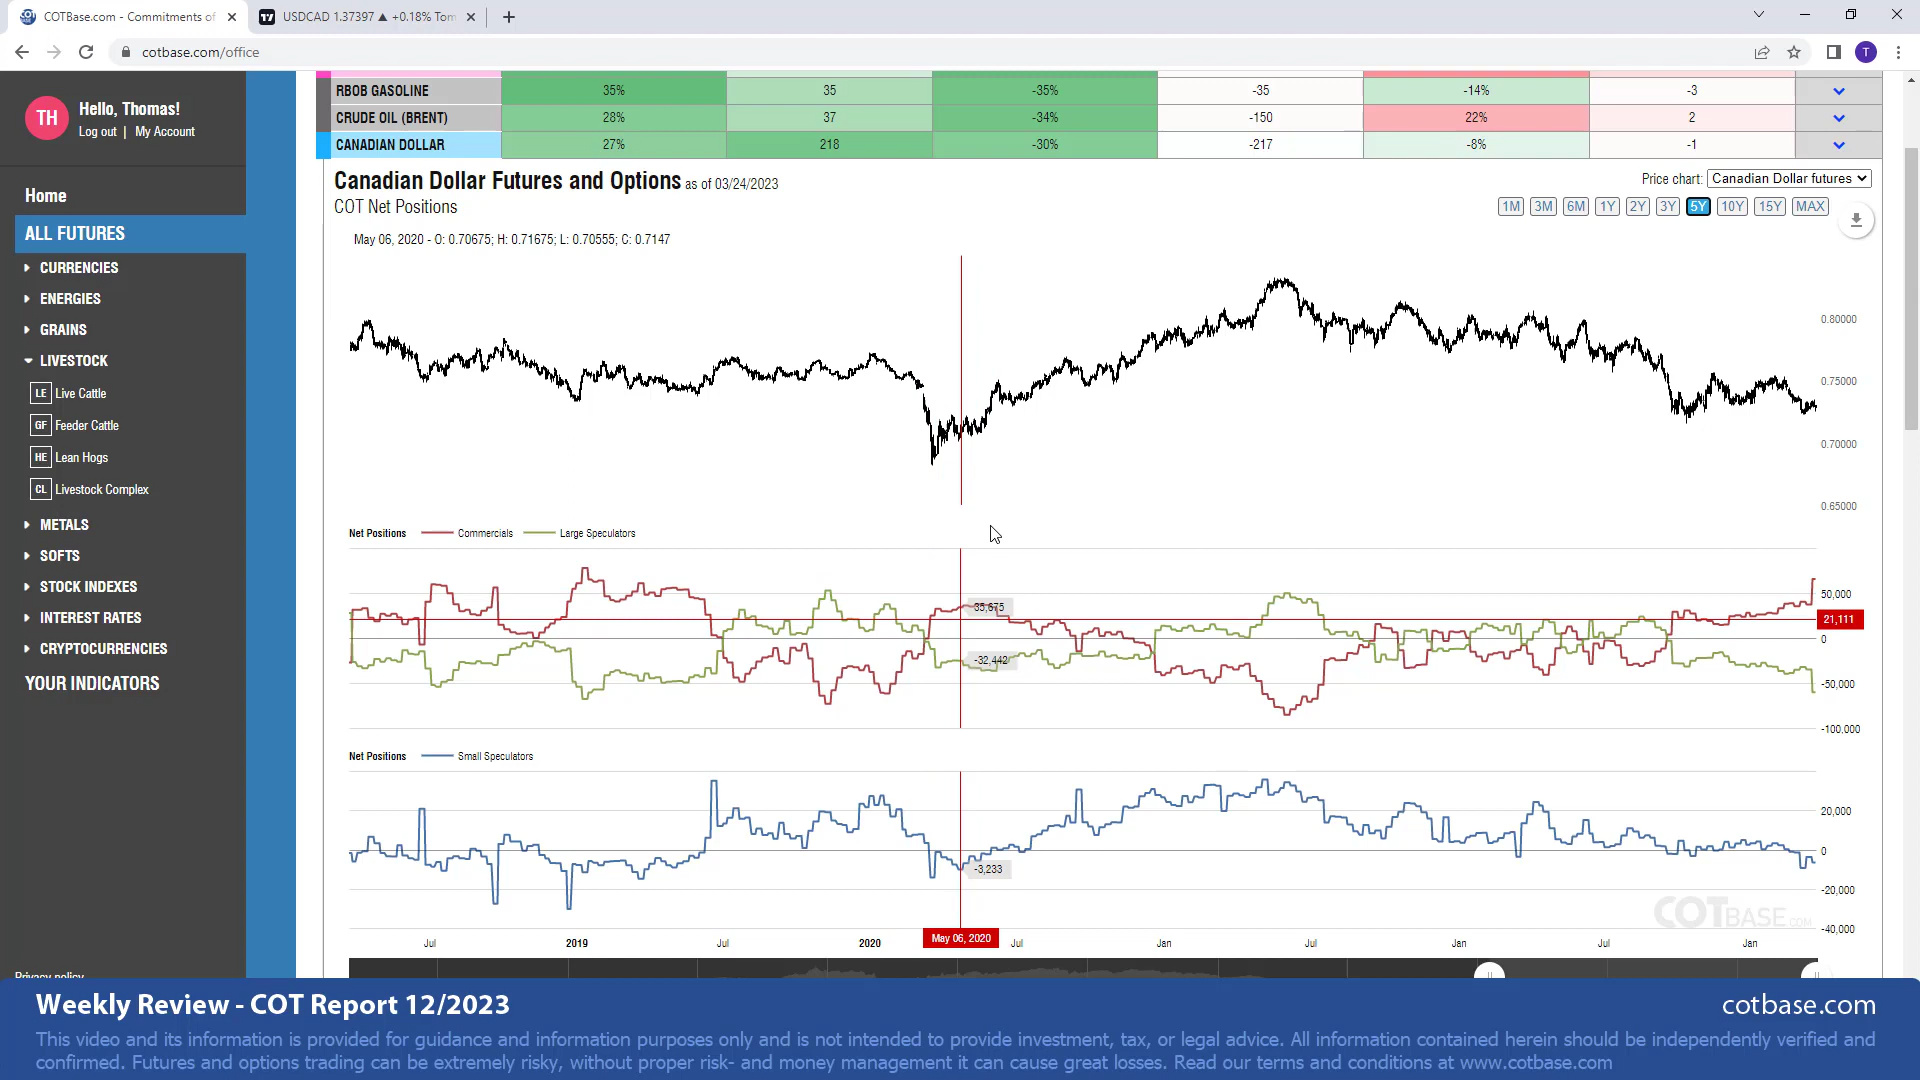 COTBase.com - Commitments of
USDCAD 1.37397 ▲ +0.18% Tom
cotbase.com/office
T
TH
Hello, Thomas!
Log out | My Account
Home
ALL FUTURES
CURRENCIES
ENERGIES
GRAINS
LIVESTOCK
LE Live Cattle
GF Feeder Cattle
HE Lean Hogs
CL Livestock Complex
METALS
SOFTS
STOCK INDEXES
INTEREST RATES
CRYPTOCURRENCIES
YOUR INDICATORS
Privacy policy
RBOB GASOLINE 35% 35 -35% -35 -14% -3
CRUDE OIL (BRENT) 28% 37 -34% -150 22% 2
CANADIAN DOLLAR 27% 218 -30% -217 -8% -1
Canadian Dollar Futures and Options as of 03/24/2023
Price chart: Canadian Dollar futures
COT Net Positions
1M 3M 6M 1Y 2Y 3Y 5Y 10Y 15Y MAX
May 06, 2020 - O: 0.70675; H: 0.71675; L: 0.70555; C: 0.7147
0.80000
0.75000
0.70000
0.65000
Net Positions Commercials Large Speculators
50,000
35,675
21,111
0
-32,442
-50,000
-100,000
Net Positions Small Speculators
20,000
0
-3,233
-20,000
COTBASE.COM
-40,000
Jul 2019 Jul 2020 May 06, 2020 Jul Jan Jul Jan Jul Jan
Weekly Review - COT Report 12/2023
cotbase.com
This video and its information is provided for guidance and information purposes only and is not intended to provide investment, tax, or legal advice. All information contained herein should be independently verified and
confirmed. Futures and options trading can be extremely risky, without proper risk- and money management it can cause great losses. Read our terms and conditions at www.cotbase.com